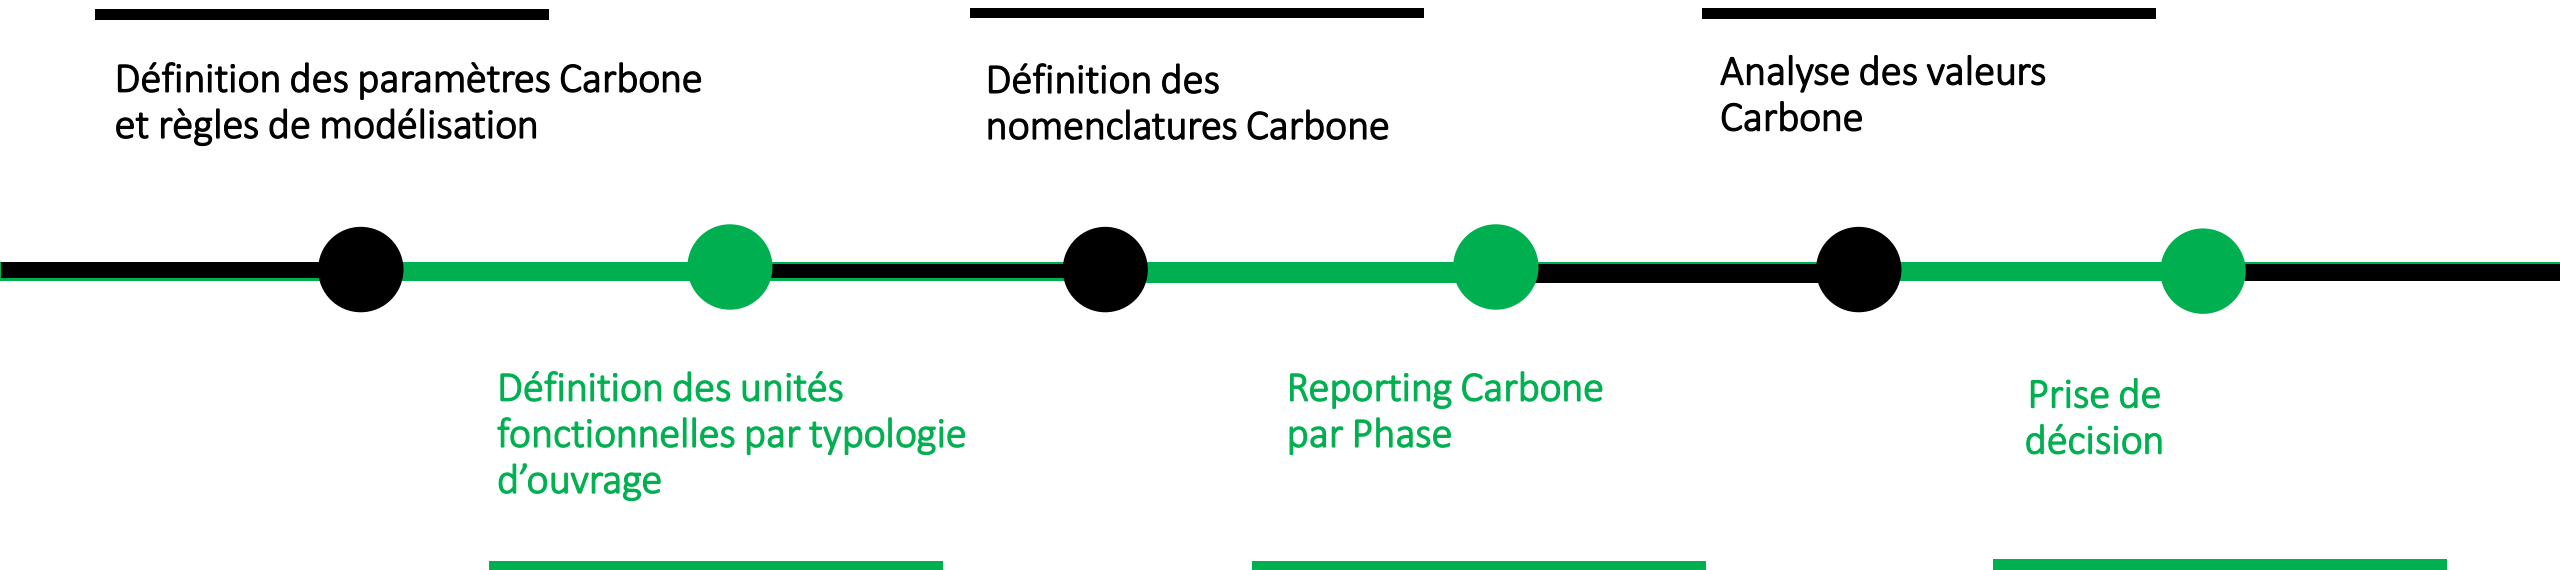 Définition des paramètres Carbone
et règles de modélisation
Définition des unités
fonctionnelles par typologie
d’ouvrage
Définition des
nomenclatures Carbone
Reporting Carbone
par Phase
Analyse des valeurs
Carbone
Prise de
décision